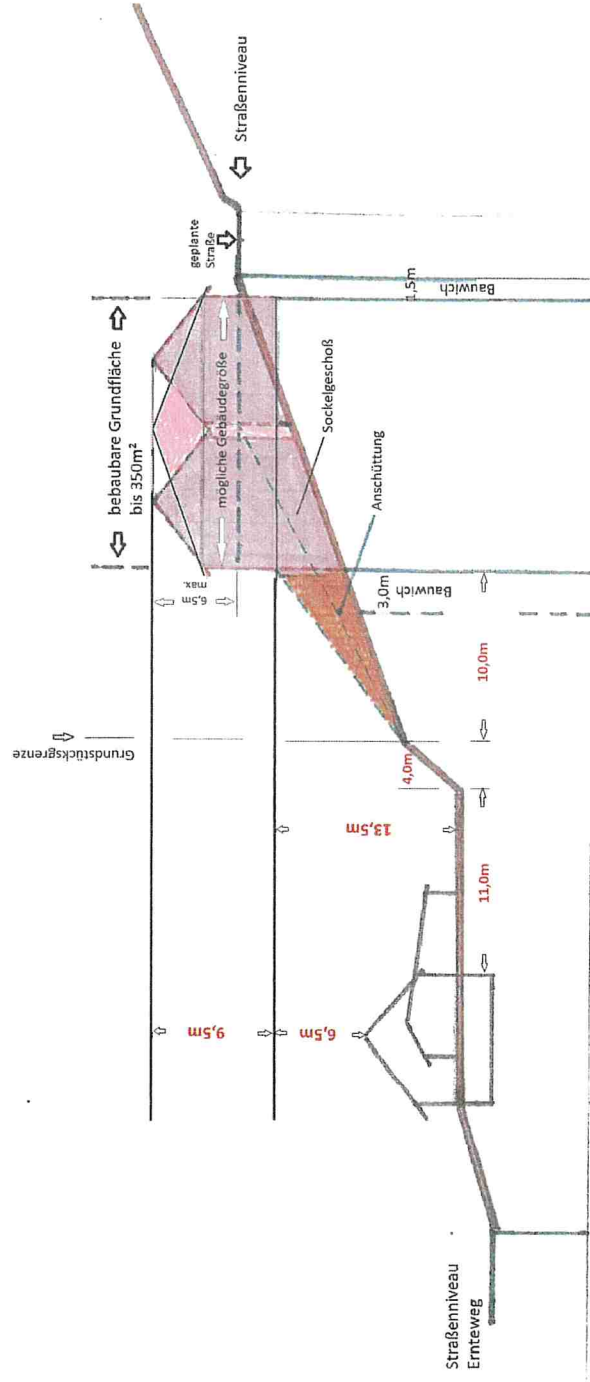 Straßenniveau
Ernteweg
9,5m
6,5m
11,0m
13,5m
4,0m
Grundstücksgrenze
10,0m
Bauwich
3,0m
6,5m
max.
bebaubare Grundfläche
bis 350m²
mögliche Gebäudegröße
Anschüttung
Sockelgeschoß
Bauwich
1,5m
geplante
Straße
Straßenniveau